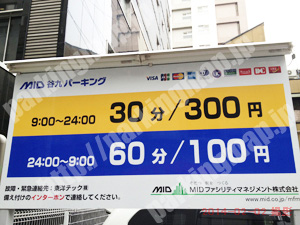 MID 谷九パーキング VISA
9:00〜24:00 30分/300円
24:00〜9:00 60分/100円
故障・緊急連絡先：南洋テック㈱
備え付けのインターホンで連絡してください。
MID MIDファシリティマネジメント株式会社
www.mid.co.jp/mfm